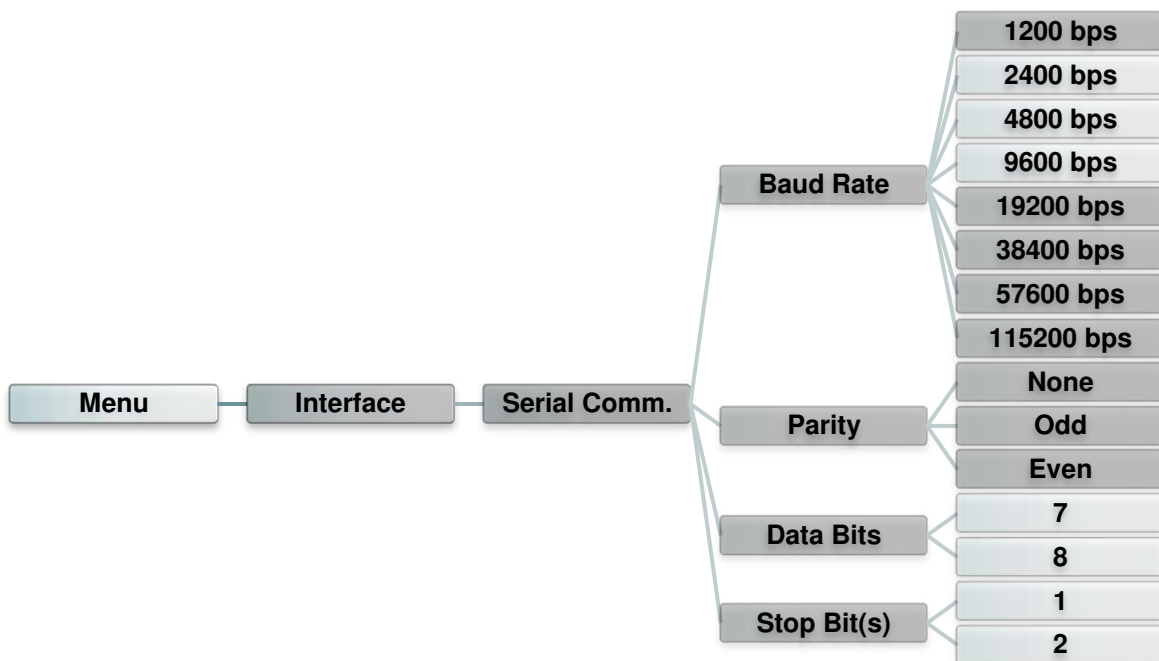 1200 bps
2400 bps
4800 bps
9600 bps
Baud Rate
19200 bps
38400 bps
57600 bps
115200 bps
None
Menu
Interface
Serial Comm.
Parity
Odd
Even
7
Data Bits
8
1
Stop Bit(s)
2